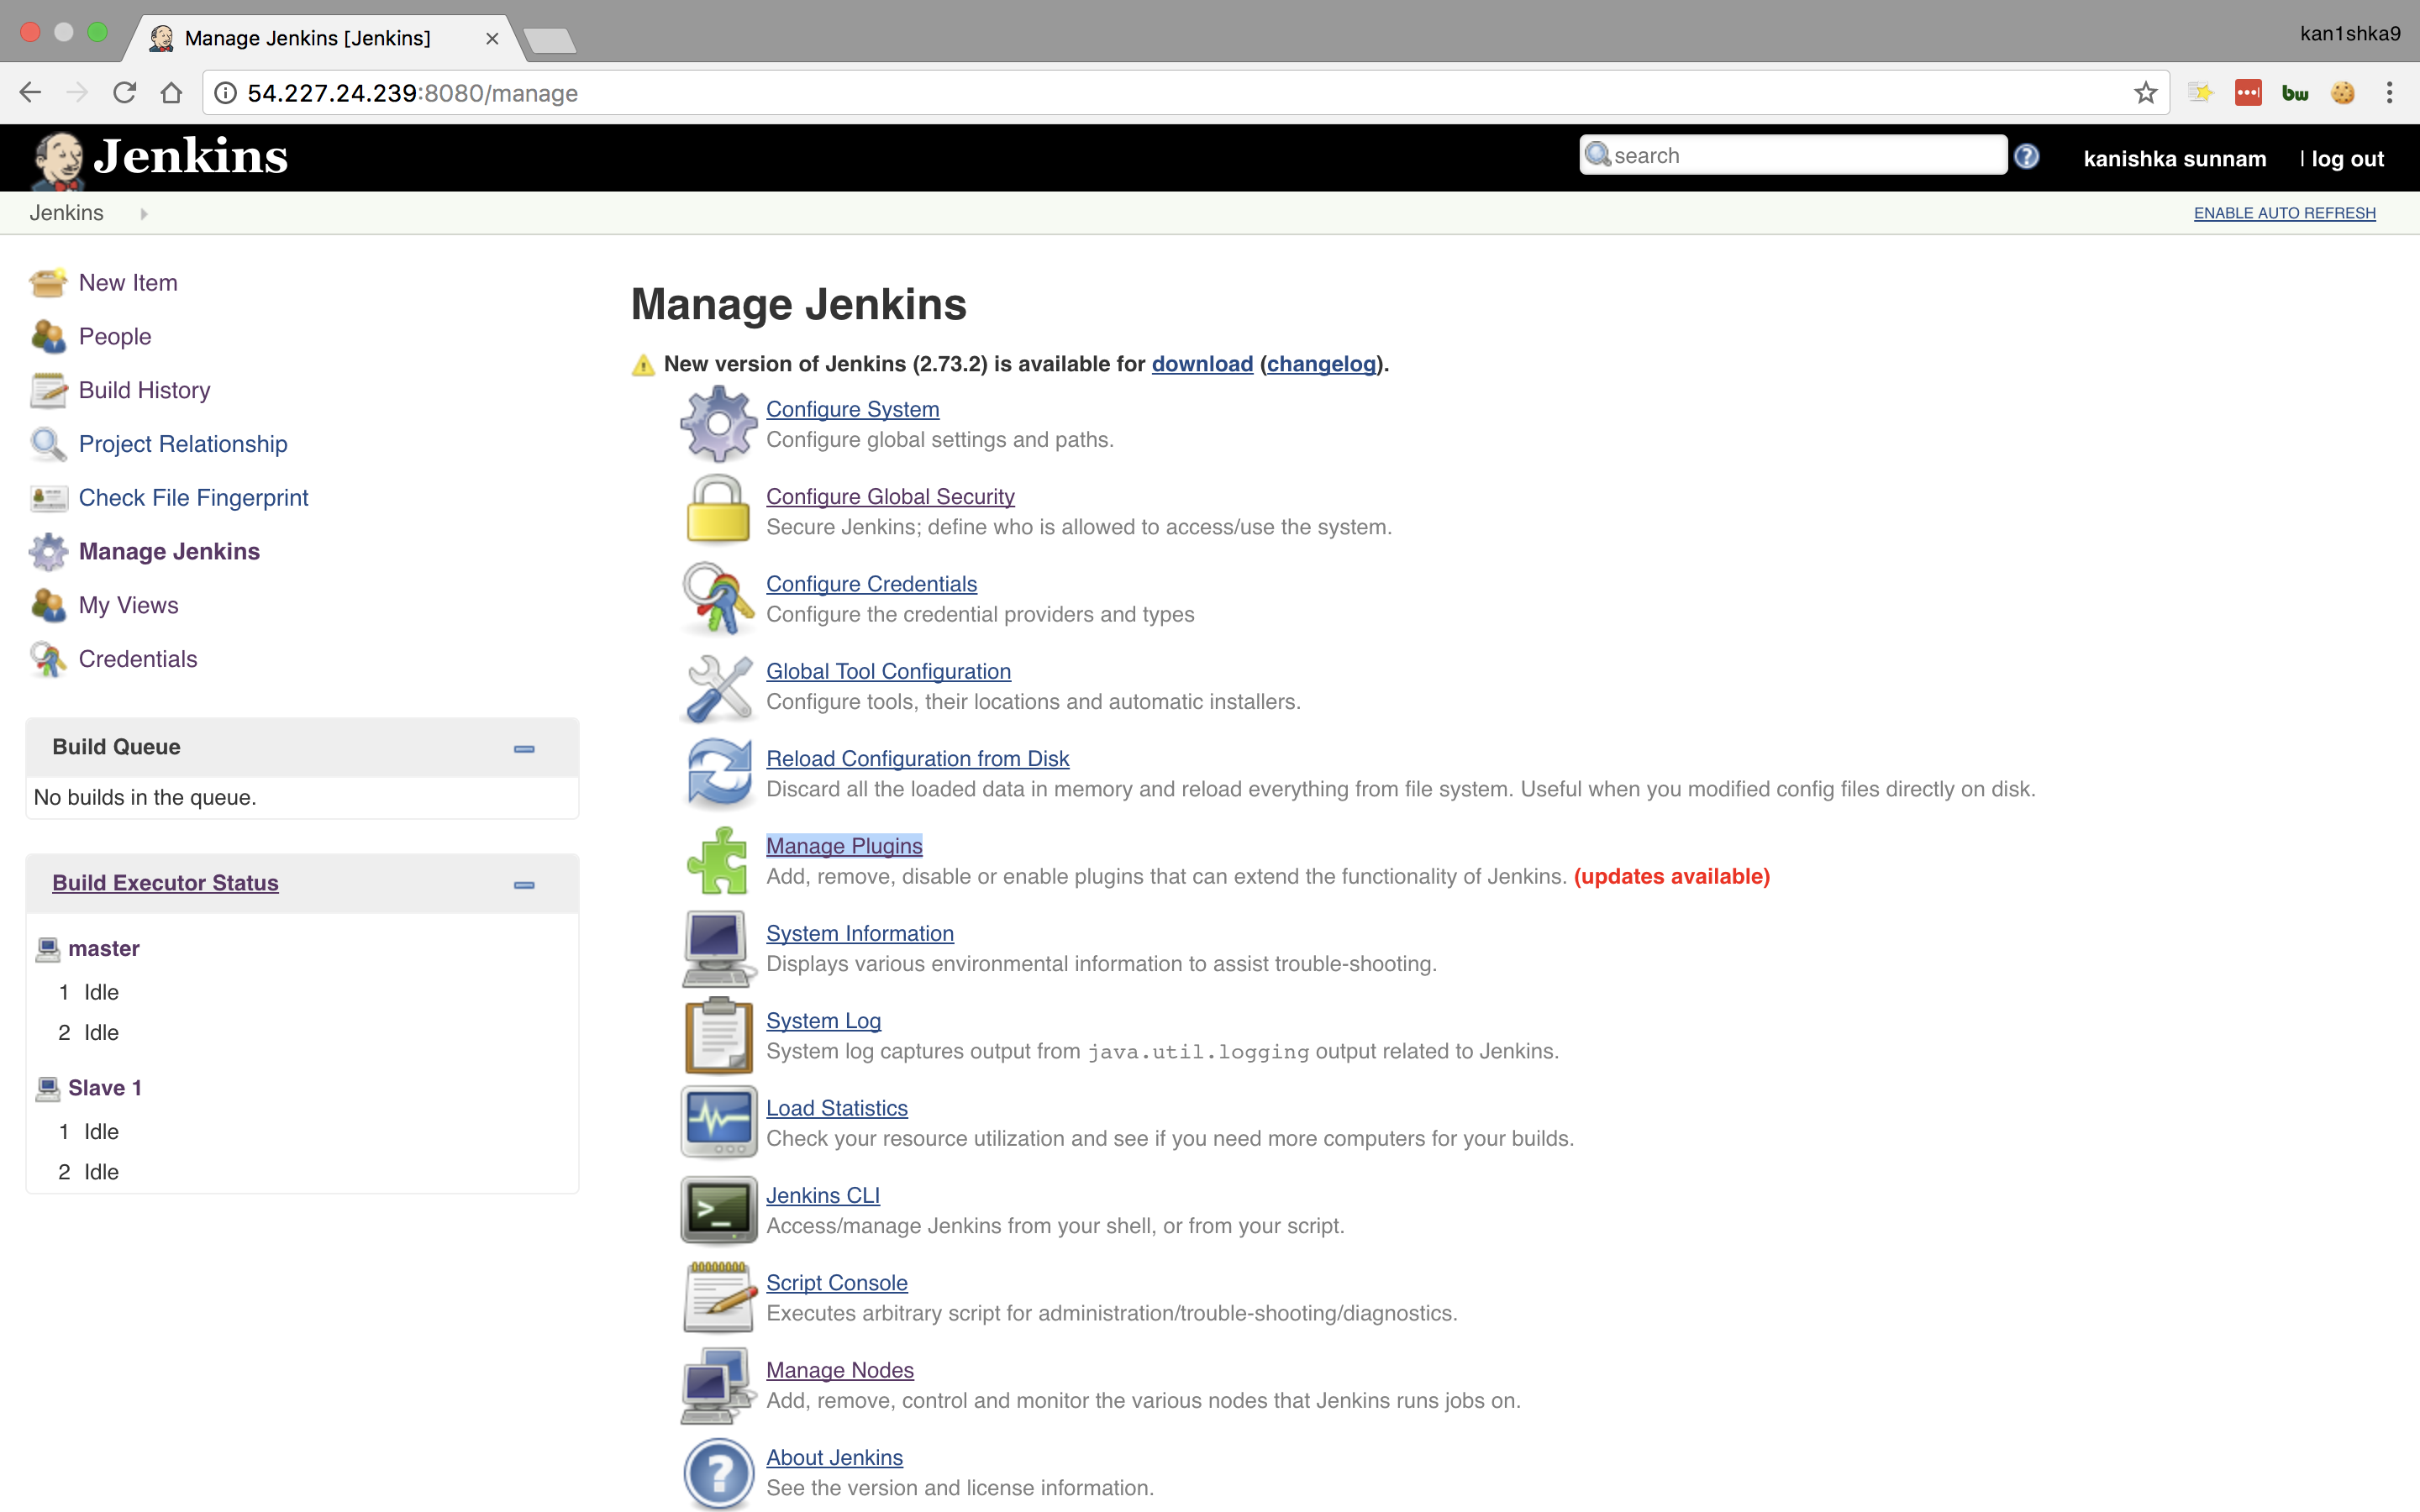 Manage Jenkins [Jenkins]
kan1shka9
54.227.24.239:8080/manage
bw
Jenkins
search
kanishka sunnam
| log out
Jenkins
ENABLE AUTO REFRESH
New Item
People
Build History
Project Relationship
Check File Fingerprint
Manage Jenkins
My Views
Credentials
Build Queue
No builds in the queue.
Build Executor Status
master
1 Idle
2 Idle
Slave 1
1 Idle
2 Idle
Manage Jenkins
New version of Jenkins (2.73.2) is available for download (changelog).
Configure System
Configure global settings and paths.
Configure Global Security
Secure Jenkins; define who is allowed to access/use the system.
Configure Credentials
Configure the credential providers and types
Global Tool Configuration
Configure tools, their locations and automatic installers.
Reload Configuration from Disk
Discard all the loaded data in memory and reload everything from file system. Useful when you modified config files directly on disk.
Manage Plugins
Add, remove, disable or enable plugins that can extend the functionality of Jenkins. (updates available)
System Information
Displays various environmental information to assist trouble-shooting.
System Log
System log captures output from java.util.logging output related to Jenkins.
Load Statistics
Check your resource utilization and see if you need more computers for your builds.
Jenkins CLI
Access/manage Jenkins from your shell, or from your script.
Script Console
Executes arbitrary script for administration/trouble-shooting/diagnostics.
Manage Nodes
Add, remove, control and monitor the various nodes that Jenkins runs jobs on.
About Jenkins
See the version and license information.